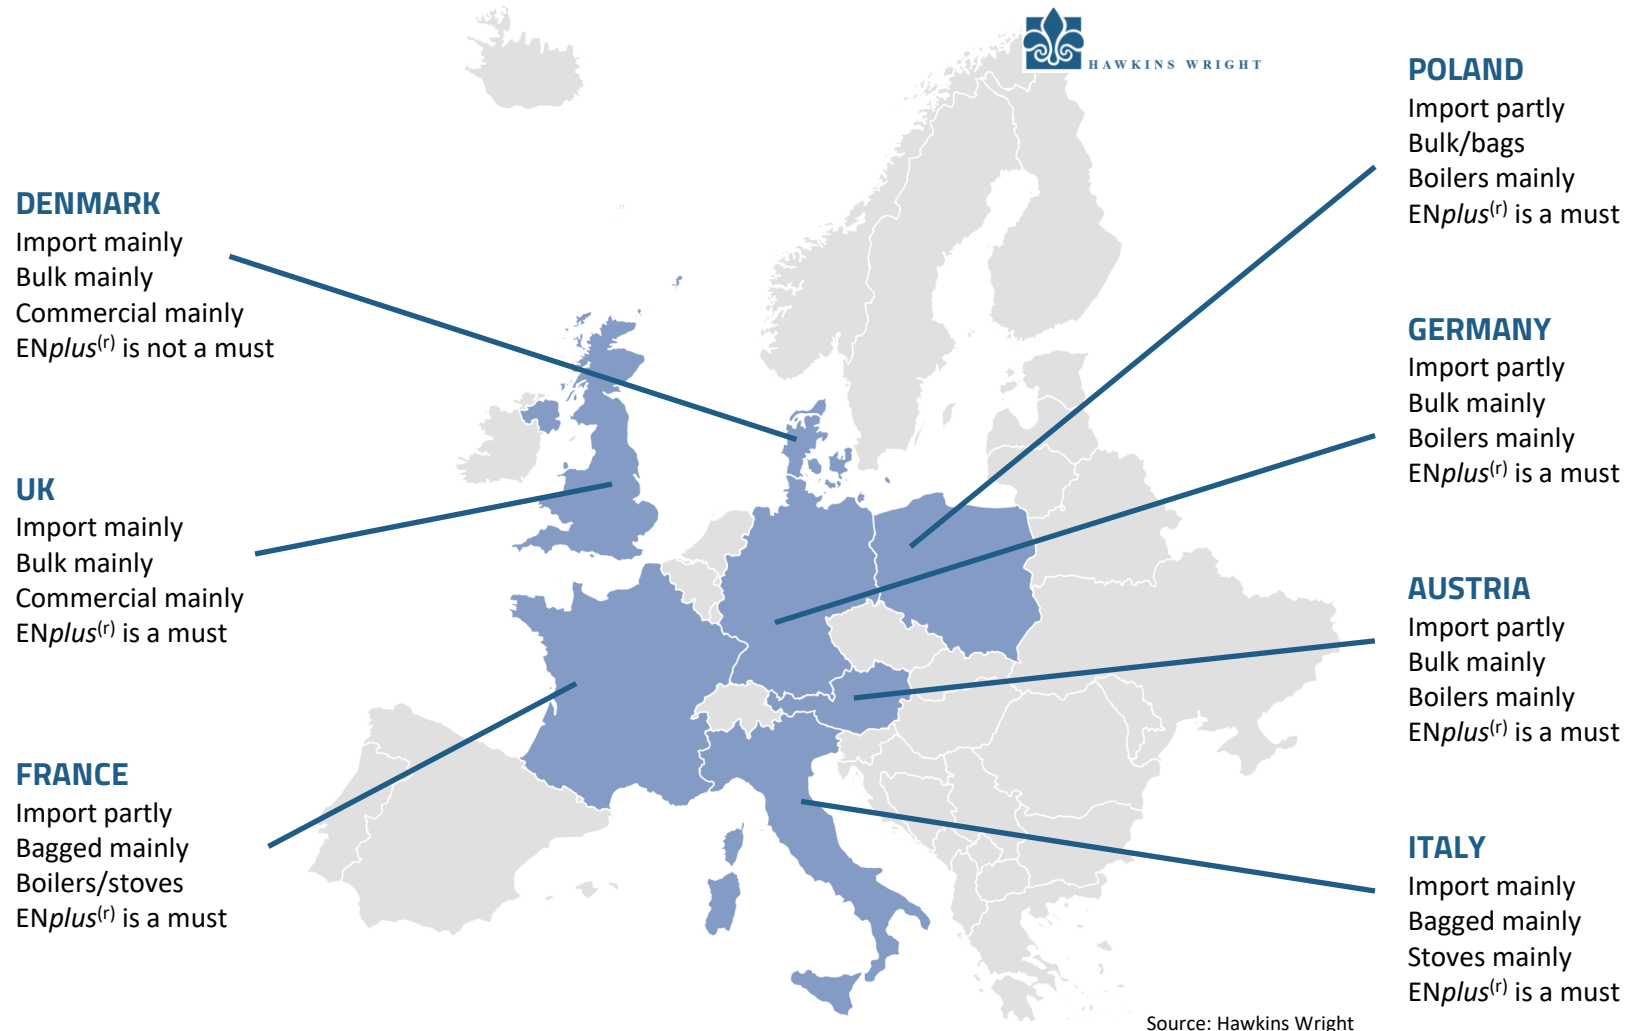 HAWKINS WRIGHT
DENMARK
Import mainly
Bulk mainly
Commercial mainly
ENplus(r) is not a must
UK
Import mainly
Bulk mainly
Commercial mainly
ENplus(r) is a must
FRANCE
Import partly
Bagged mainly
Boilers/stoves
ENplus(r) is a must
POLAND
Import partly
Bulk/bags
Boilers mainly
ENplus(r) is a must
GERMANY
Import partly
Bulk mainly
Boilers mainly
ENplus(r) is a must
AUSTRIA
Import partly
Bulk mainly
Boilers mainly
ENplus(r) is a must
ITALY
Import mainly
Bagged mainly
Stoves mainly
ENplus(r) is a must
Source: Hawkins Wright